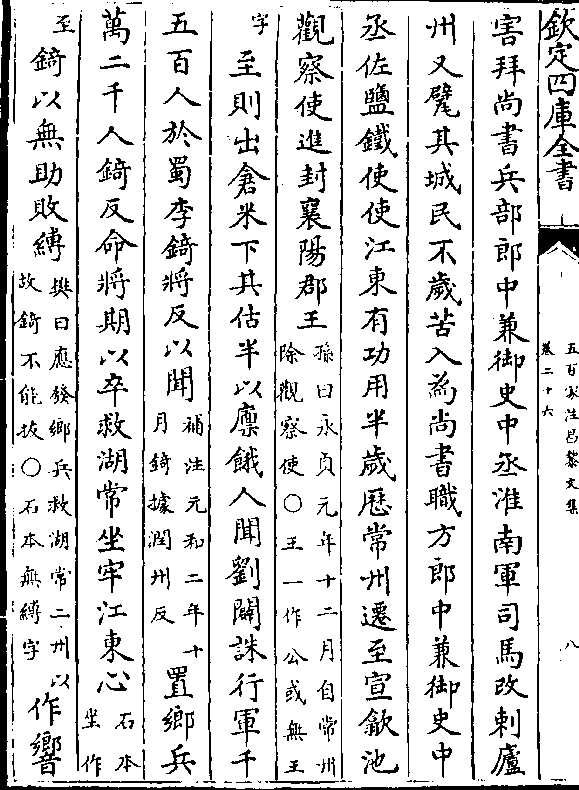 欽定四庫全書
五百家注昌黎文集
卷二十六
八
害拜尚書兵部郎中兼御史中丞淮南軍司馬改刺廬
州又甓其城民不歲苦入為尚書職方郎中兼御史中
丞佐鹽鐵使使江東有功用半歲歷常州遷至宣歙池
觀察使進封襄陽郡王孫曰永貞元年十二月自常州除觀察使〇王一作公或無王
字至則出倉米下其估半以廪餓人聞劉闢誅行軍千
五百人於蜀李錡將反以聞補注元和二年十月錡據潤州反置鄉兵
萬二千人錡反命將期以卒救湖常坐牢江東心石本坐作
至錡以無助敗縛樊曰應發鄉兵救湖常二州以故錡不能拔〇石本無縛字作響